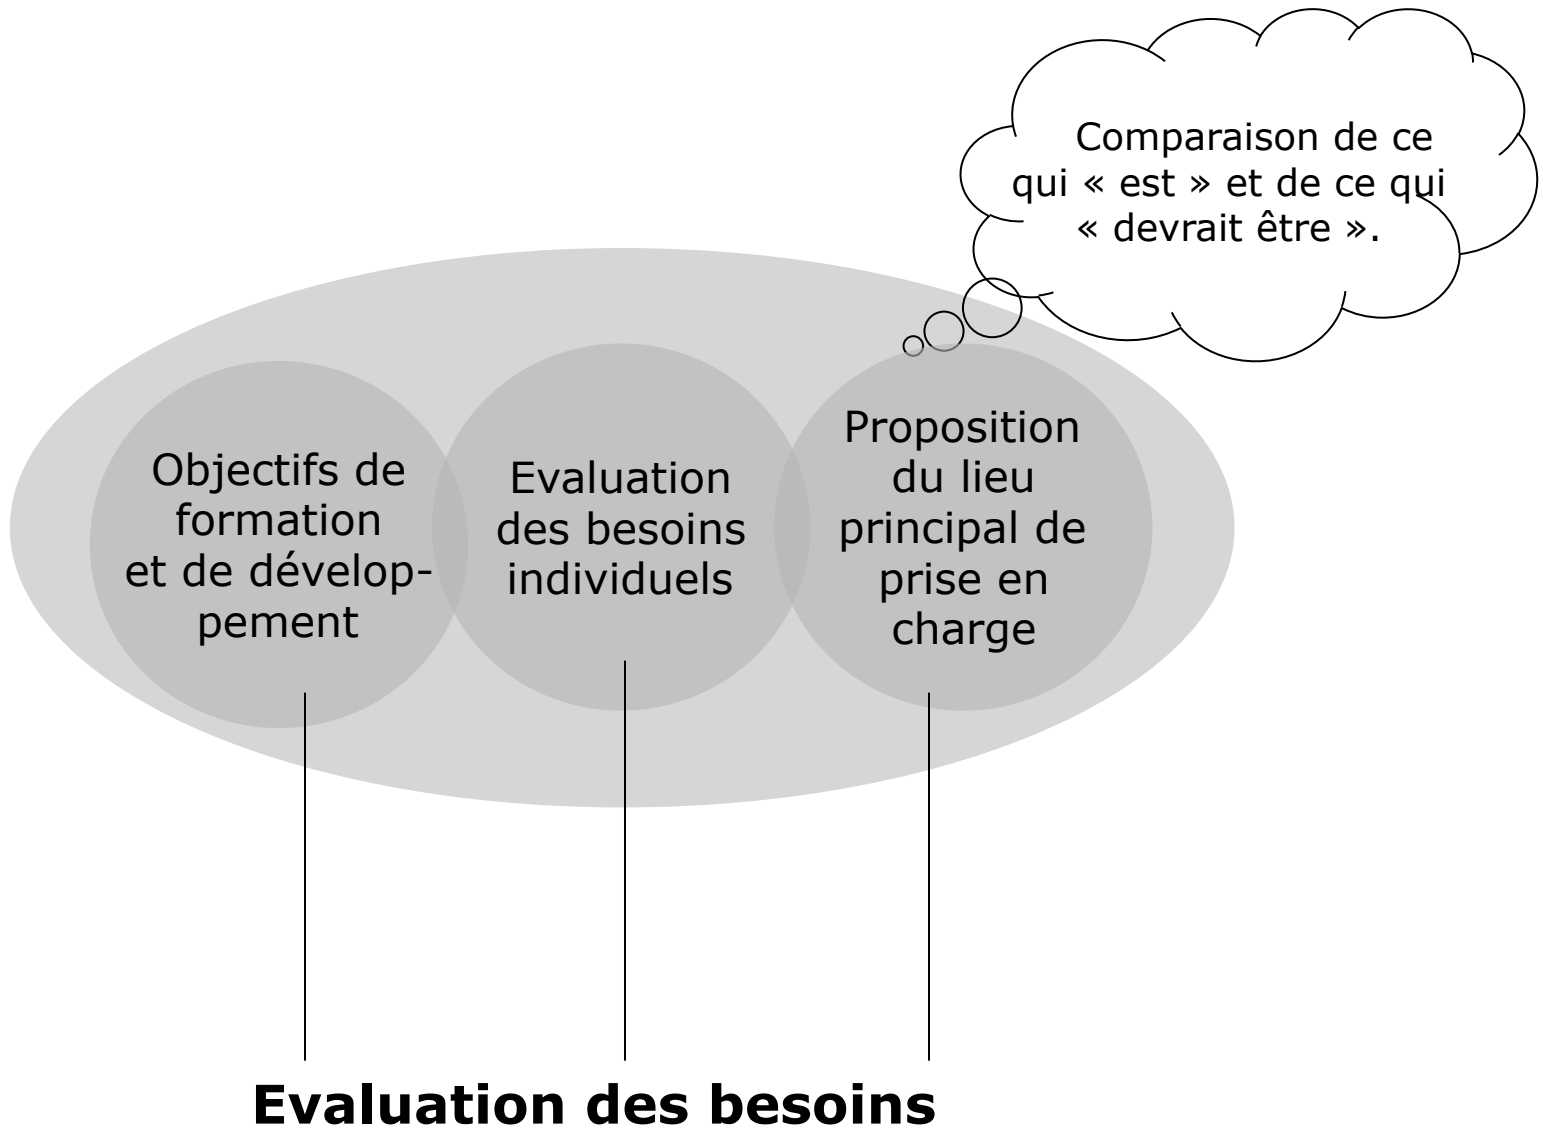 Comparaison de ce
qui « est » et de ce qui
« devrait être ».
Objectifs de
formation
et de dévelop-
pement
Evaluation
des besoins
individuels
Proposition
du lieu
principal de
prise en
charge
Evaluation des besoins